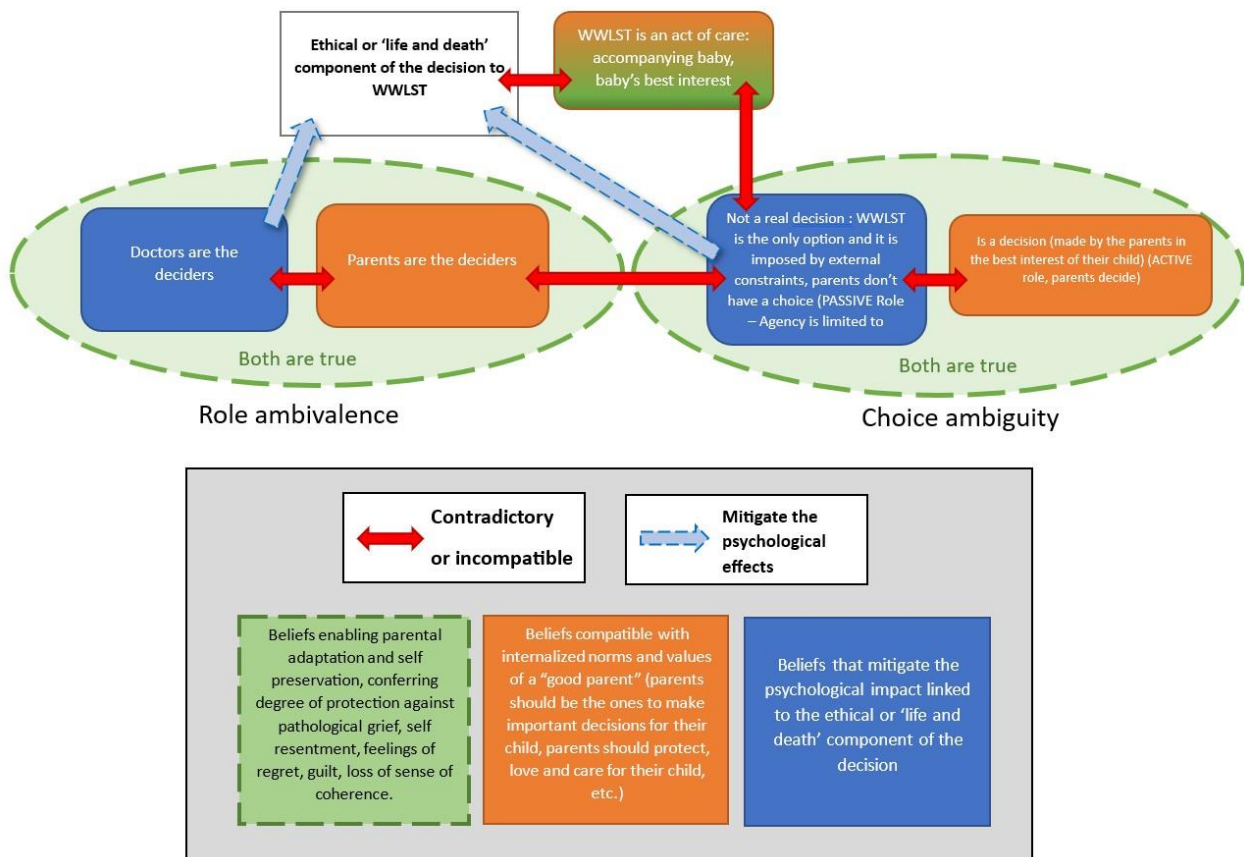 Ethical or ‘life and death’
component of the decision to
WWLST
WWLST is an act of care:
accompanying baby,
baby’s best interest
Doctors are the
deciders
Parents are the deciders
Both are true
Role ambivalence
Not a real decision : WWLST
is the only option and it is
imposed by external
constraints, parents don’t
have a choice (PASSIVE Role
– Agency is limited to
Is a decision (made by the parents in
the best interest of their child) (ACTIVE
role, parents decide)
Both are true
Choice ambiguity
Contradictory
or incompatible
Mitigate the
psychological
effects
Beliefs enabling parental
adaptation and self
preservation, conferring
degree of protection against
pathological grief, self
resentment, feelings of
regret, guilt, loss of sense of
coherence.
Beliefs compatible with
internalized norms and values
of a “good parent” (parents
should be the ones to make
important decisions for their
child, parents should protect,
love and care for their child,
etc.)
Beliefs that mitigate the
psychological impact linked
to the ethical or ‘life and
death’ component of the
decision